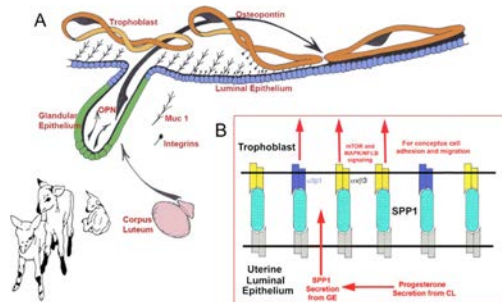 A
Trophoblast
Osteopontin
Luminal Epithelium
OPN
Glandular
Epithelium
Muc 1
Integrins
Corpus
Luteum
B
Trophoblast
mTOR and
MAPK/NFkB
signaling
For conceptus cell
adhesion and migration
SPP1
Uterine
Luminal
Epithelium
SPP1
Secretion
from GE
Progesterone
Secretion from CL